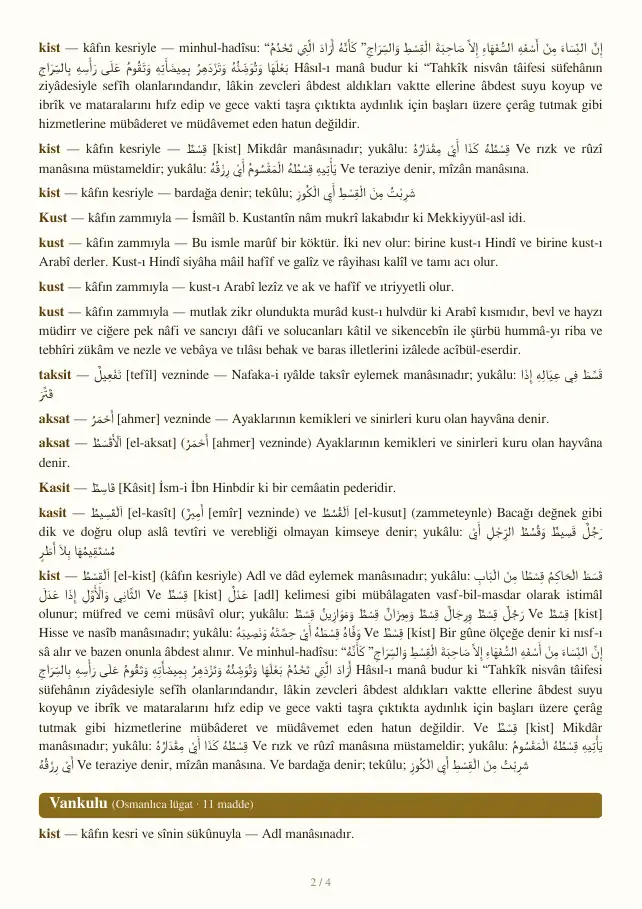 kist — kâfın kesriyle — minhul-hadîsu: “إِنَّ النِّسَاءَ مِنْ أَسْفَهِ السُّفَهَاءِ إِلاَّ صَاحِبَةَ الْقِسْطِ وَالسِّرَاجِ” كَأَنَّهُ أَرَادَ الَّتِي تَخْدُمُ
بَعْلَهَا وَتُوَضِّئُهُ وَتَزْدَهِرُ بِمِيضَأَتِهِ وَتَقُومُ عَلَى رَأْسِهِ بِالسِّرَاجِ Hâsıl-ı manâ budur ki “Tahkîk nisvân tâifesi süfehânın
ziyâdesiyle sefîh olanlarındandır, lâkin zevcleri âbdest aldıkları vaktte ellerine âbdest suyu koyup ve
ibrîk ve mataralarını hıfz edip ve gece vakti taşra çıktıkta aydınlık için başları üzere çerâg tutmak gibi
hizmetlerine mübâderet ve müdâvemet eden hatun değildir.
kist — kâfın kesriyle — قِسْطٌ [kist] Mikdâr manâsınadır; yukâlu: قِسْطُهُ كَذَا أَيْ مِقْدَارُهُ Ve rızk ve rûzî
manâsına müstameldir; yukâlu: يَأْتِيهِ قِسْطُهُ الْمَقْسُومُ أَيْ رِزْقُهُ Ve teraziye denir, mîzân manâsına.
kist — kâfın kesriyle — bardağa denir; tekûlu; شَرِبْتُ مِنَ الْقِسْطِ أَيِ الْكُوزِ
Kust — kâfın zammıyla — İsmâîl b. Kustantîn nâm mukrî lakabıdır ki Mekkiyyül-asl idi.
kust — kâfın zammıyla — Bu ismle marûf bir köktür. İki nev olur: birine kust-ı Hindî ve birine kust-ı
Arabî derler. Kust-ı Hindî siyâha mâil hafîf ve galîz ve râyihası kalîl ve tamı acı olur.
kust — kâfın zammıyla — kust-ı Arabî lezîz ve ak ve hafîf ve ıtriyyetli olur.
kust — kâfın zammıyla — mutlak zikr olundukta murâd kust-ı hulvdür ki Arabî kısmıdır, bevl ve hayzı
müdirr ve ciğere pek nâfi ve sancıyı dâfi ve solucanları kâtil ve sikencebîn ile şürbü hummâ-yı riba ve
tebhîri zükâm ve nezle ve vebâya ve tılâsı behak ve baras illetlerini izâlede acîbül-eserdir.
taksit — تَفْعِيلٌ [tefîl] vezninde — Nafaka-i ıyâlde taksîr eylemek manâsınadır; yukâlu: قَسَّطَ فِي عِيَالِهِ إِذَا
قَتَّرَ
aksat — أَحْمَرُ [ahmer] vezninde — Ayaklarının kemikleri ve sinirleri kuru olan hayvâna denir.
aksat — اَلْأَقْسَطُ [el-aksat] (أَحْمَرُ [ahmer] vezninde) Ayaklarının kemikleri ve sinirleri kuru olan hayvâna
denir.
Kasit — قَاسِطٌ [Kâsit] İsm-i İbn Hinbdir ki bir cemâatin pederidir.
kasit — اَلْقَسِيطُ [el-kasît] (أَمِيرٌ [emîr] vezninde) ve اَلْقُسُطُ [el-kusut] (zammeteynle) Bacağı değnek gibi
dik ve doğru olup aslâ tevtîri ve verebliği olmayan kimseye denir; yukâlu: رَجُلٌ قَسِيطٌ وَقُسُطُ الرَّجْلِ أَيْ
مُسْتَقِيمُهَا بِلاَ أَطَرٍ
kist — اَلْقِسْطُ [el-kist] (kâfın kesriyle) Adl ve dâd eylemek manâsınadır; yukâlu: قَسَطَ الْحَاكِمُ قِسْطًا مِنَ الْبَابِ
الثَّانِي وَالْأَوَّلِ إِذَا عَدَلَ Ve قِسْطٌ [kist] عَدْلٌ [adl] kelimesi gibi mübâlagaten vasf-bil-masdar olarak istimâl
olunur; müfred ve cemi müsâvî olur; yukâlu: رَجُلٌ قِسْطٌ وَرِجَالٌ قِسْطٌ وَمِيزَانٌ قِسْطٌ وَمَوَازِينُ قِسْطٌ Ve قِسْطٌ [kist]
Hisse ve nasîb manâsınadır; yukâlu: وَفَّاهُ قِسْطَهُ أَيْ حِصَّتَهُ وَنَصِيبَهُ Ve قِسْطٌ [kist] Bir gûne ölçeğe denir ki nısf-ı
sâ alır ve bazen onunla âbdest alınır. Ve minhul-hadîsu: “إِنَّ النِّسَاءَ مِنْ أَسْفَهِ السُّفَهَاءِ إِلاَّ صَاحِبَةَ الْقِسْطِ وَالسِّرَاجِ” كَأَنَّهُ
أَرَادَ الَّتِي تَخْدُمُ بَعْلَهَا وَتُوَضِّئُهُ وَتَزْدَهِرُ بِمِيضَأَتِهِ وَتَقُومُ عَلَى رَأْسِهِ بِالسِّرَاجِ Hâsıl-ı manâ budur ki “Tahkîk nisvân tâifesi
süfehânın ziyâdesiyle sefîh olanlarındandır, lâkin zevcleri âbdest aldıkları vaktte ellerine âbdest suyu
koyup ve ibrîk ve mataralarını hıfz edip ve gece vakti taşra çıktıkta aydınlık için başları üzere çerâg
tutmak gibi hizmetlerine mübâderet ve müdâvemet eden hatun değildir. Ve قِسْطٌ [kist] Mikdâr
manâsınadır; yukâlu: قِسْطُهُ كَذَا أَيْ مِقْدَارُهُ Ve rızk ve rûzî manâsına müstameldir; yukâlu: يَأْتِيهِ قِسْطُهُ الْمَقْسُومُ
أَيْ رِزْقُهُ Ve teraziye denir, mîzân manâsına. Ve bardağa denir; tekûlu; شَرِبْتُ مِنَ الْقِسْطِ أَيِ الْكُوزِ
Vankulu (Osmanlıca lügat · 11 madde)
kist — kâfın kesri ve sînin sükûnuyla — Adl manâsınadır.
2 / 4